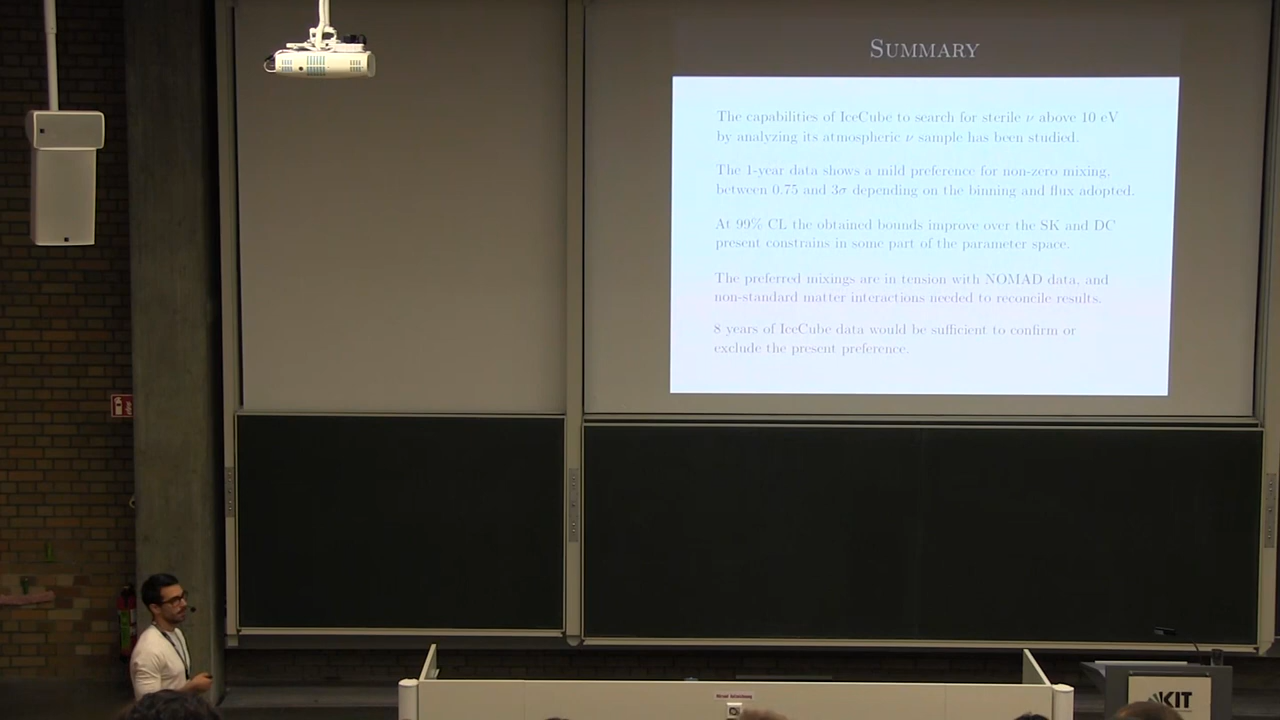 SUMMARY
The capabilities of IceCube to search for sterile ν above 10 eV
by analyzing its atmospheric ν sample has been studied.
The 1-year data shows a mild preference for non-zero mixing,
between 0.75 and 3σ depending on the binning and flux adopted.
At 99% CL the obtained bounds improve over the SK and DC
present constrains in some part of the parameter space.
The preferred mixings are in tension with NOMAD data, and
non-standard matter interactions needed to reconcile results.
8 years of IceCube data would be sufficient to confirm or
exclude the present preference.
KIT